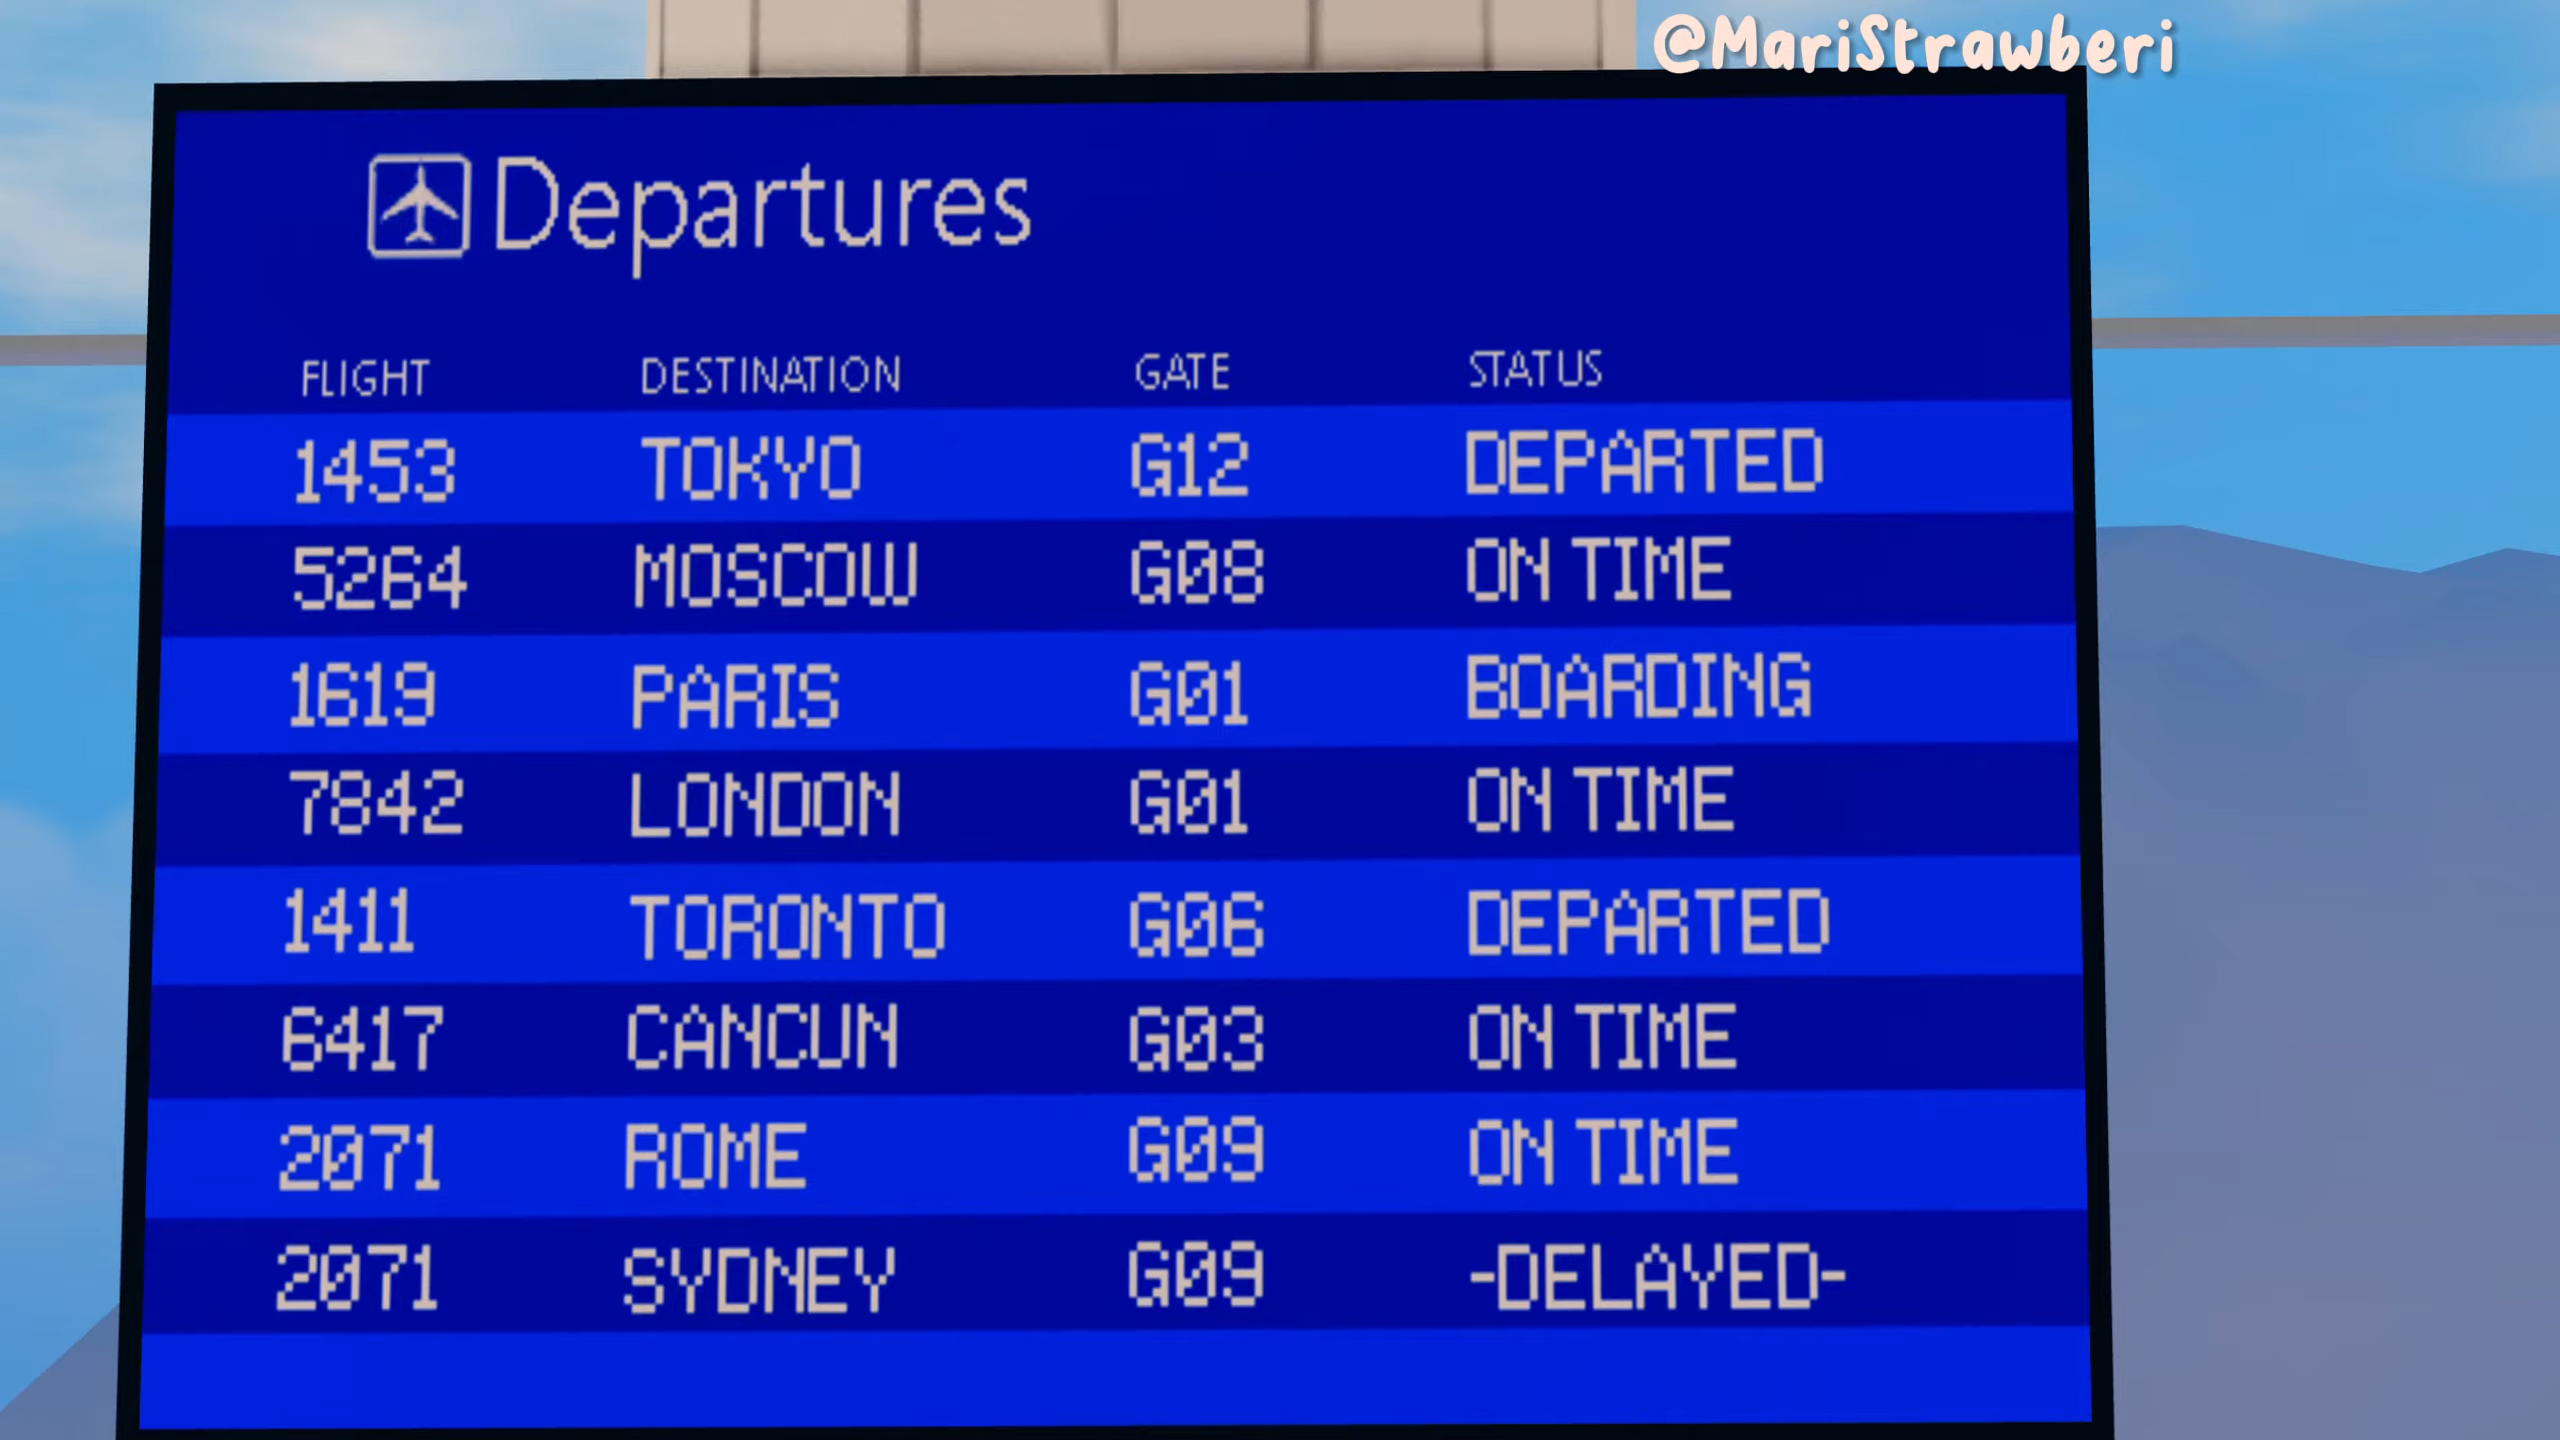 @MariStrawberi
Departures
FLIGHT DESTINATION GATE STATUS
1453 TOKYO G12 DEPARTED
5264 MOSCOW G08 ON TIME
1619 PARIS G01 BOARDING
7842 LONDON G01 ON TIME
1411 TORONTO G06 DEPARTED
6417 CANCUN G03 ON TIME
2071 ROME G09 ON TIME
2071 SYDNEY G09 -DELAYED-